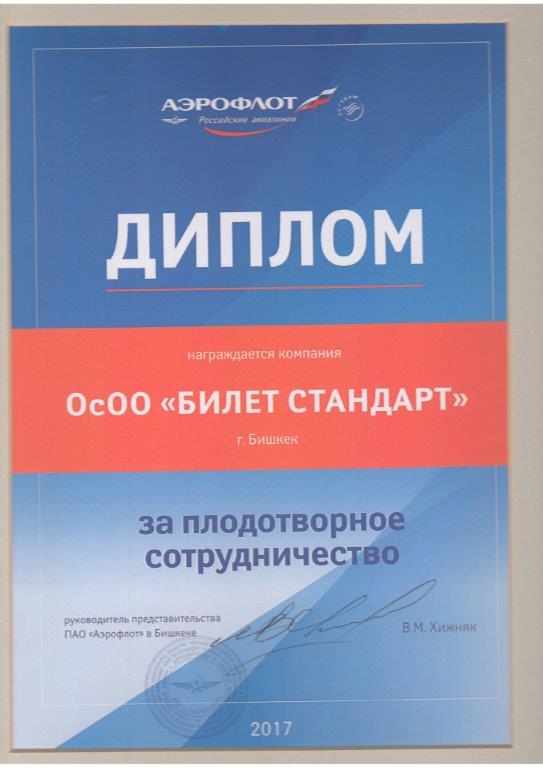 АЭРОФЛОТ
Российские авиалинии
ДИПЛОМ
награждается компания
ОсОО «БИЛЕТ СТАНДАРТ»
г. Бишкек
за плодотворное
сотрудничество
руководитель представительства
ПАО «Аэрофлот» в Бишкеке
В.М. Хижняк
2017